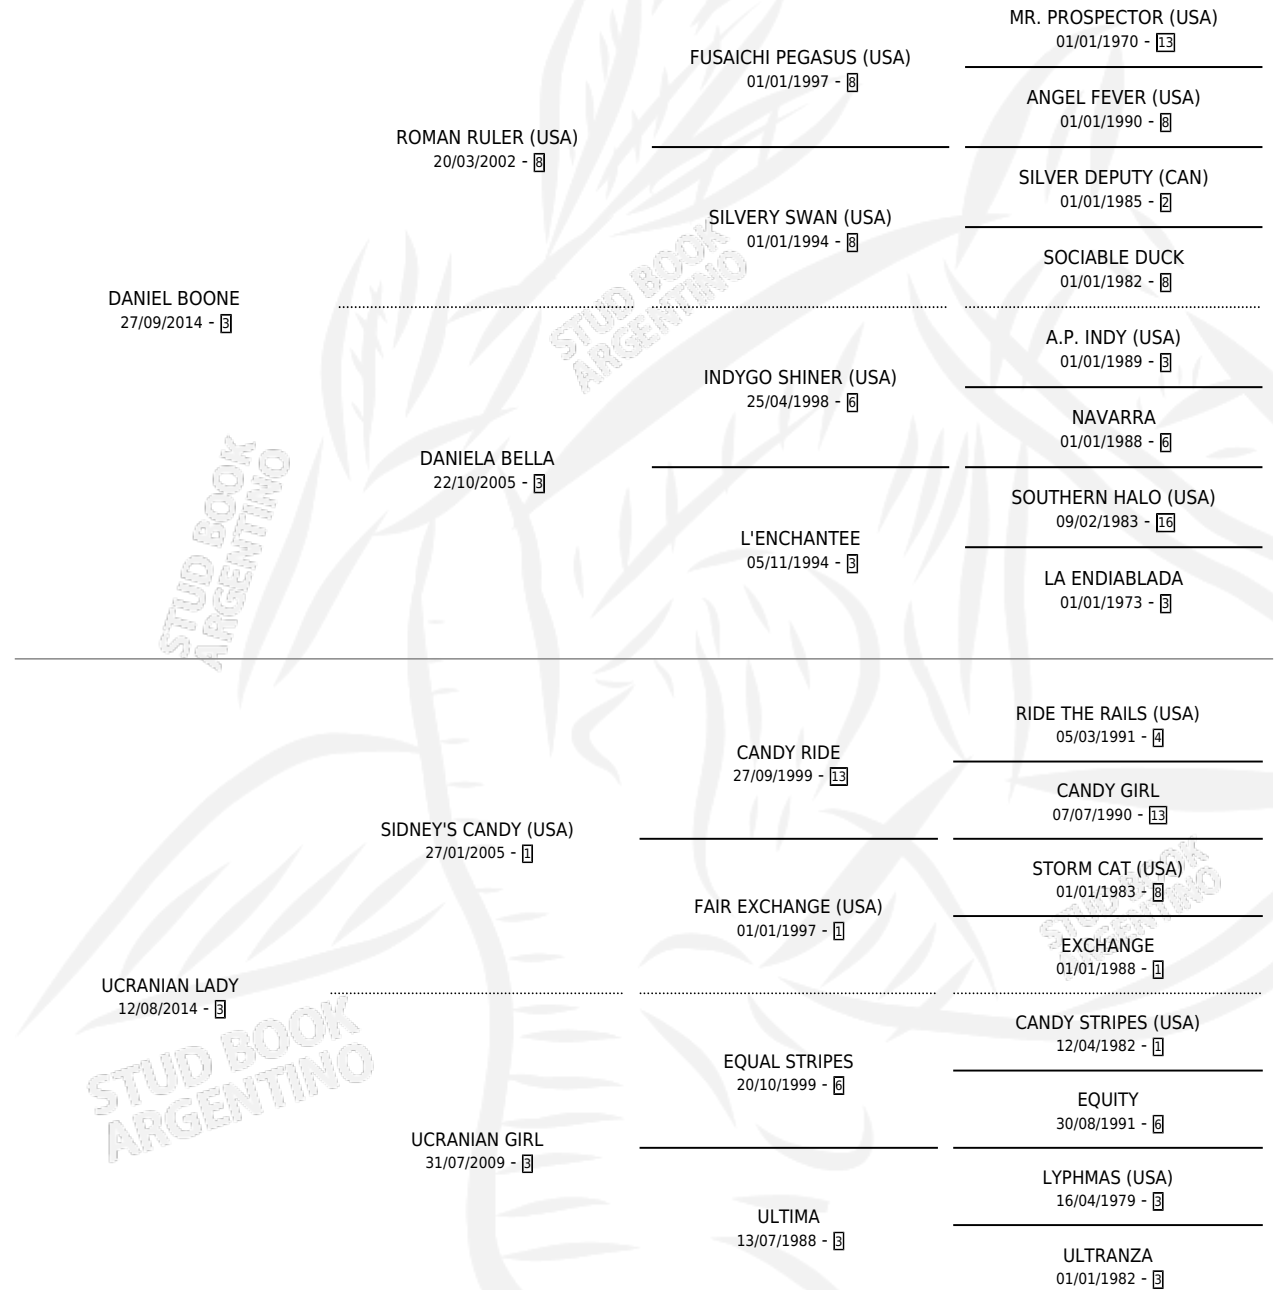 MR. PROSPECTOR (USA)
01/01/1970 - 13
FUSAICHI PEGASUS (USA)
01/01/1997 - 8
ANGEL FEVER (USA)
01/01/1990 - 8
ROMAN RULER (USA)
20/03/2002 - 8
SILVER DEPUTY (CAN)
01/01/1985 - 2
SILVERY SWAN (USA)
01/01/1994 - 8
SOCIABLE DUCK
01/01/1982 - 8
DANIEL BOONE
27/09/2014 - 3
STUD BOOK
ARGENTINO
A.P. INDY (USA)
01/01/1989 - 3
INDYGO SHINER (USA)
25/04/1998 - 6
NAVARRA
01/01/1988 - 6
DANIELA BELLA
22/10/2005 - 3
SOUTHERN HALO (USA)
09/02/1983 - 16
L'ENCHANTEE
05/11/1994 - 3
LA ENDIABLADA
01/01/1973 - 3
STUD BOOK
ARGENTINO
RIDE THE RAILS (USA)
05/03/1991 - 4
CANDY RIDE
27/09/1999 - 13
CANDY GIRL
07/07/1990 - 13
SIDNEY'S CANDY (USA)
27/01/2005 - 1
STORM CAT (USA)
01/01/1983 - 8
FAIR EXCHANGE (USA)
01/01/1997 - 1
EXCHANGE
01/01/1988 - 1
STUD BOOK
ARGENTINO
UCRANIAN LADY
12/08/2014 - 3
CANDY STRIPES (USA)
12/04/1982 - 1
EQUAL STRIPES
20/10/1999 - 6
EQUITY
30/08/1991 - 6
STUD BOOK
ARGENTINO
UCRANIAN GIRL
31/07/2009 - 3
LYPHMAS (USA)
16/04/1979 - 3
ULTIMA
13/07/1988 - 3
ULTRANZA
01/01/1982 - 3